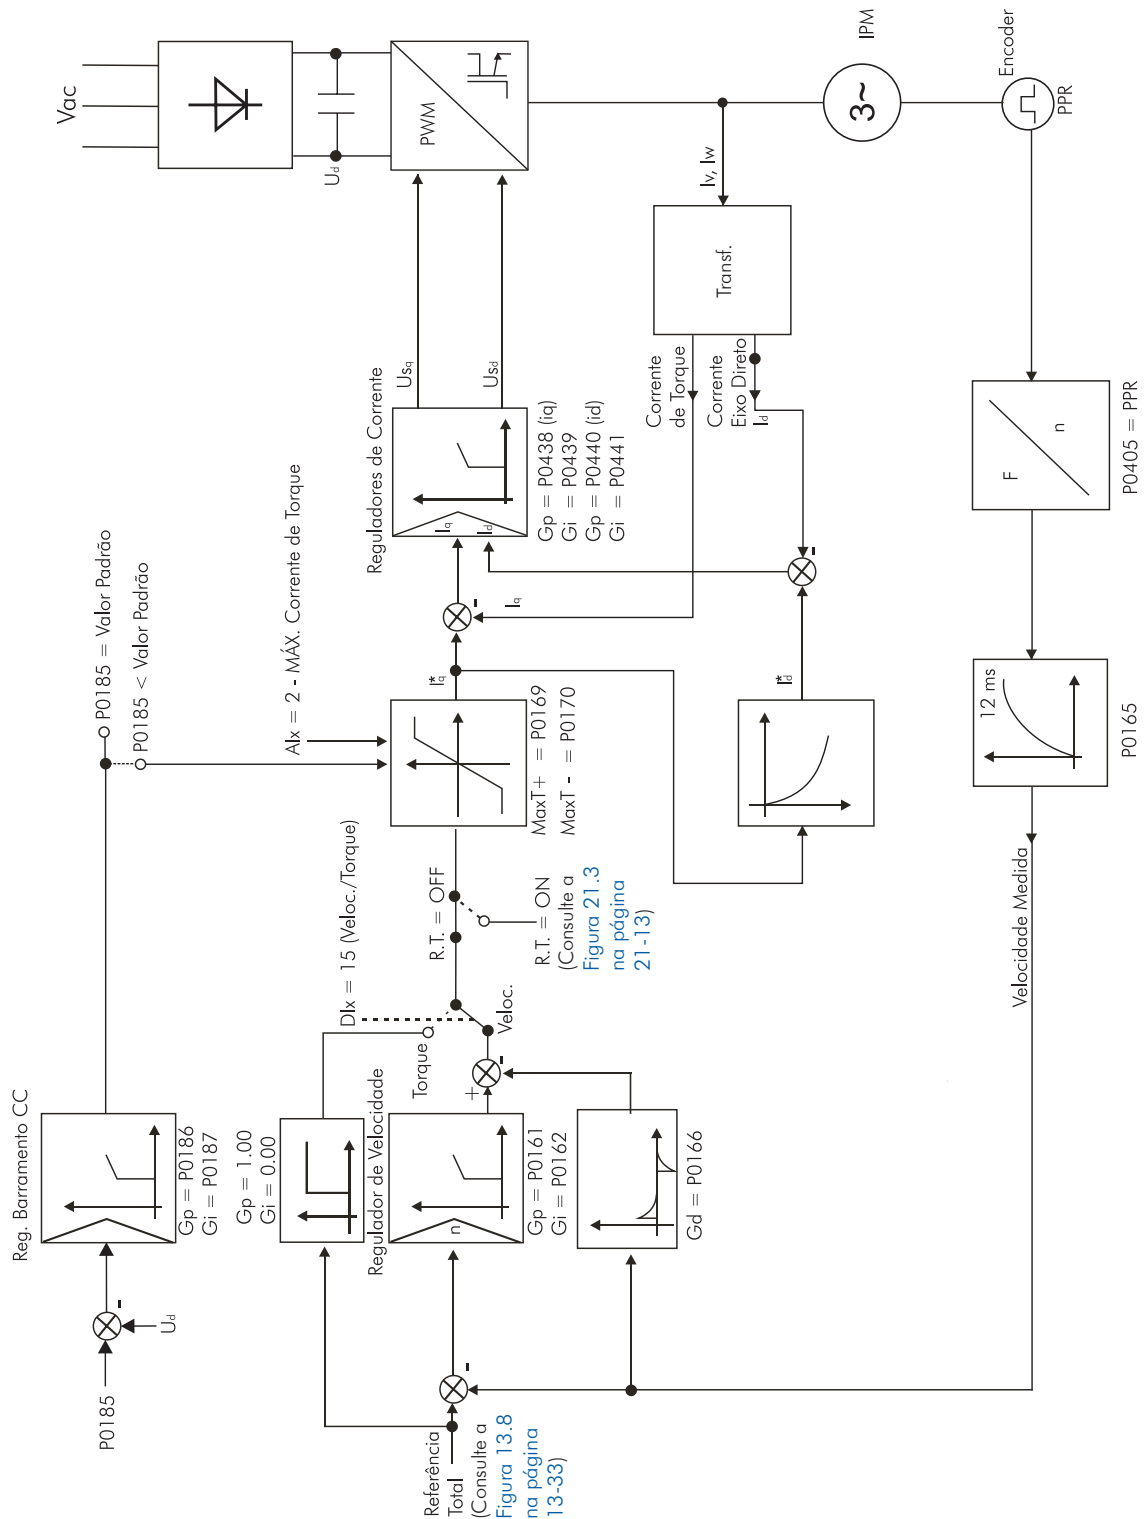 Vac
Ud
PWM
IPM
Encoder
PPR
Iv, Iw
Transf.
Usq
Usd
Reguladores de Corrente
Iq
Id
Gp = P0438 (iq)
Gi = P0439
Gp = P0440 (id)
Gi = P0441
Corrente
de Torque
Corrente
Eixo Direto
Id
F
n
P0405 = PPR
P0185 = Valor Padrão
P0185 < Valor Padrão
AIx = 2 - MÁX. Corrente de Torque
-
Iq
-
I*q
I*d
MaxT+ = P0169
MaxT - = P0170
12 ms
P0165
Velocidade Medida
R.T. = OFF
R.T. = ON
(Consulte a
Figura 21.3
na página
21-13)
DIx = 15 (Veloc./Torque)
Torque
Veloc.
+
-
Reg. Barramento CC
Gp = P0186
Gi = P0187
Gp = 1.00
Gi = 0.00
Regulador de Velocidade
n
Gp = P0161
Gi = P0162
Gd = P0166
P0185
-
Ud
-
Referência
Total
(Consulte a
Figura 13.8
na página
13-33)
3~